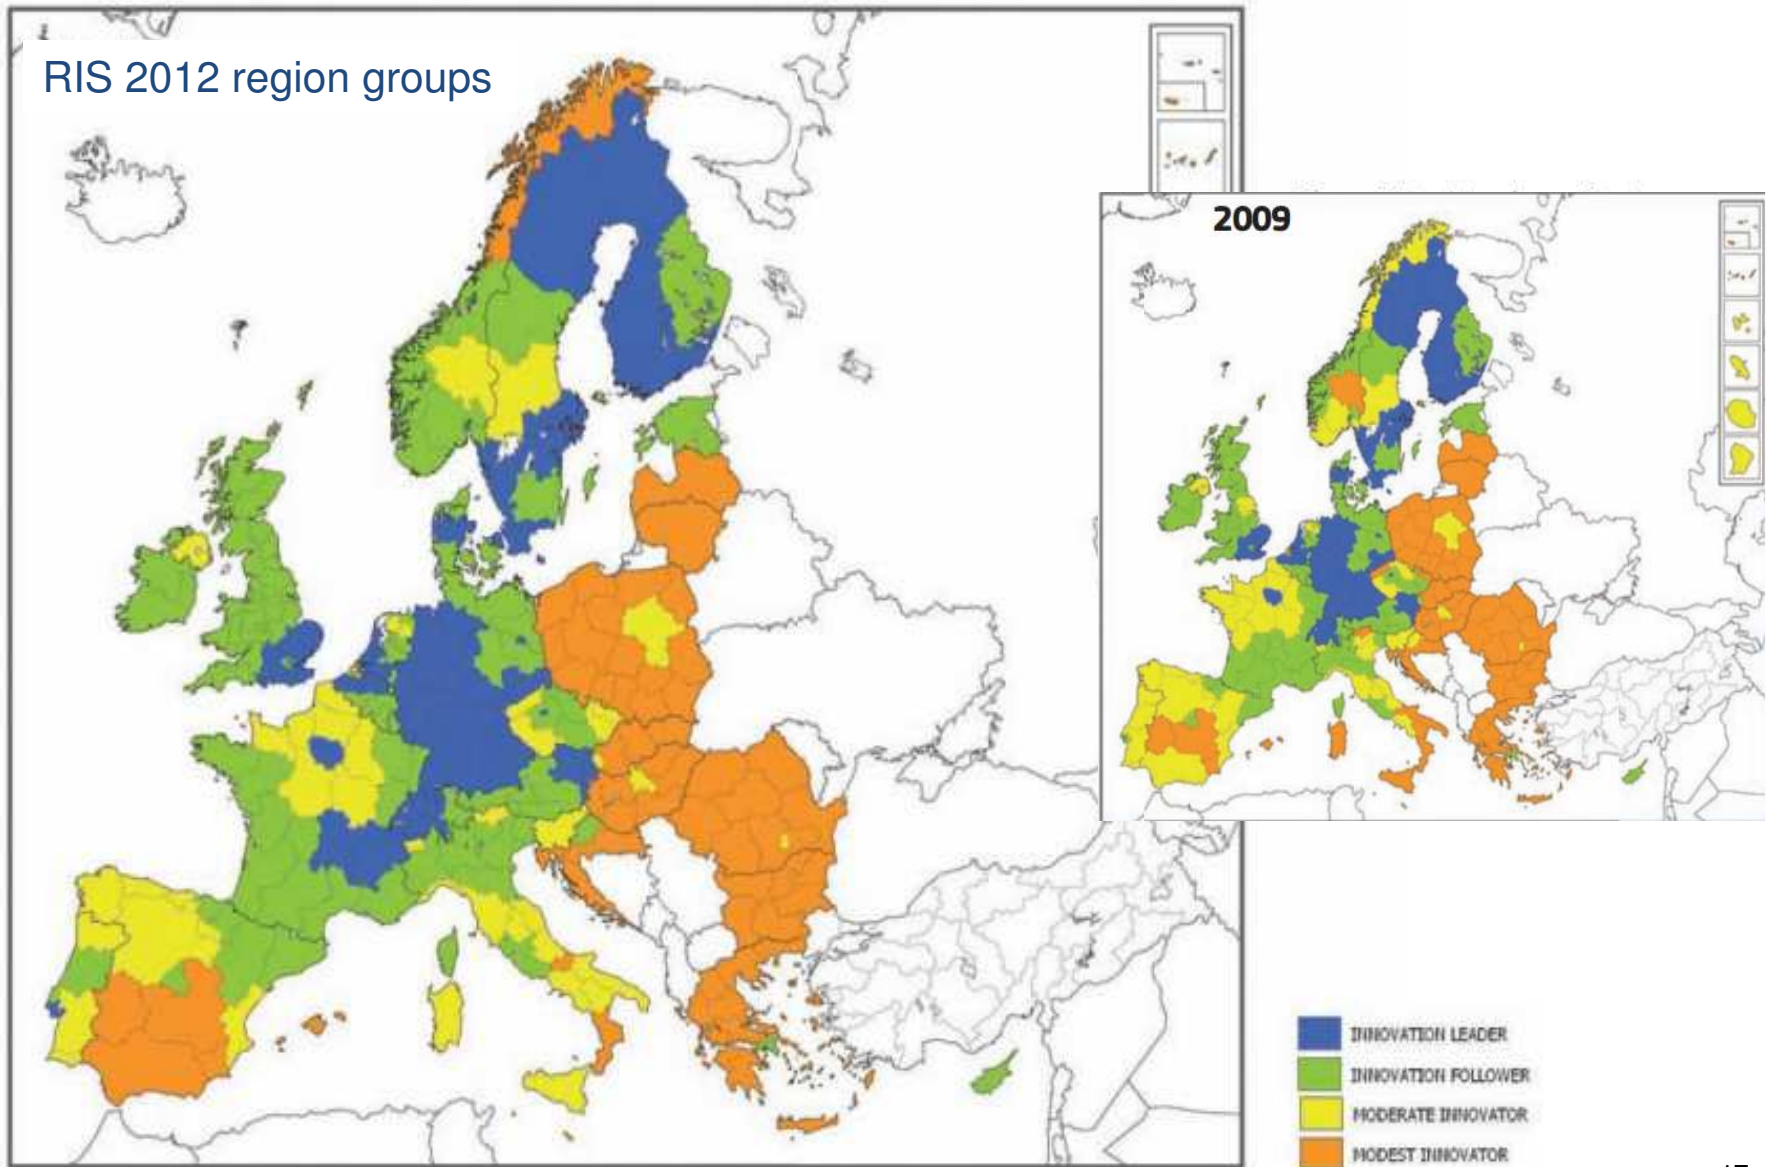 RIS 2012 region groups
2009
INNOVATION LEADER
INNOVATION FOLLOWER
MODERATE INNOVATOR
MODEST INNOVATOR